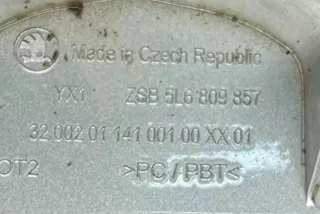 Made in Czech Republic
YX1 ZSB 5L6 809 857
32 002 01 141 001 00 XX 01
OT2 >PC / PBT<